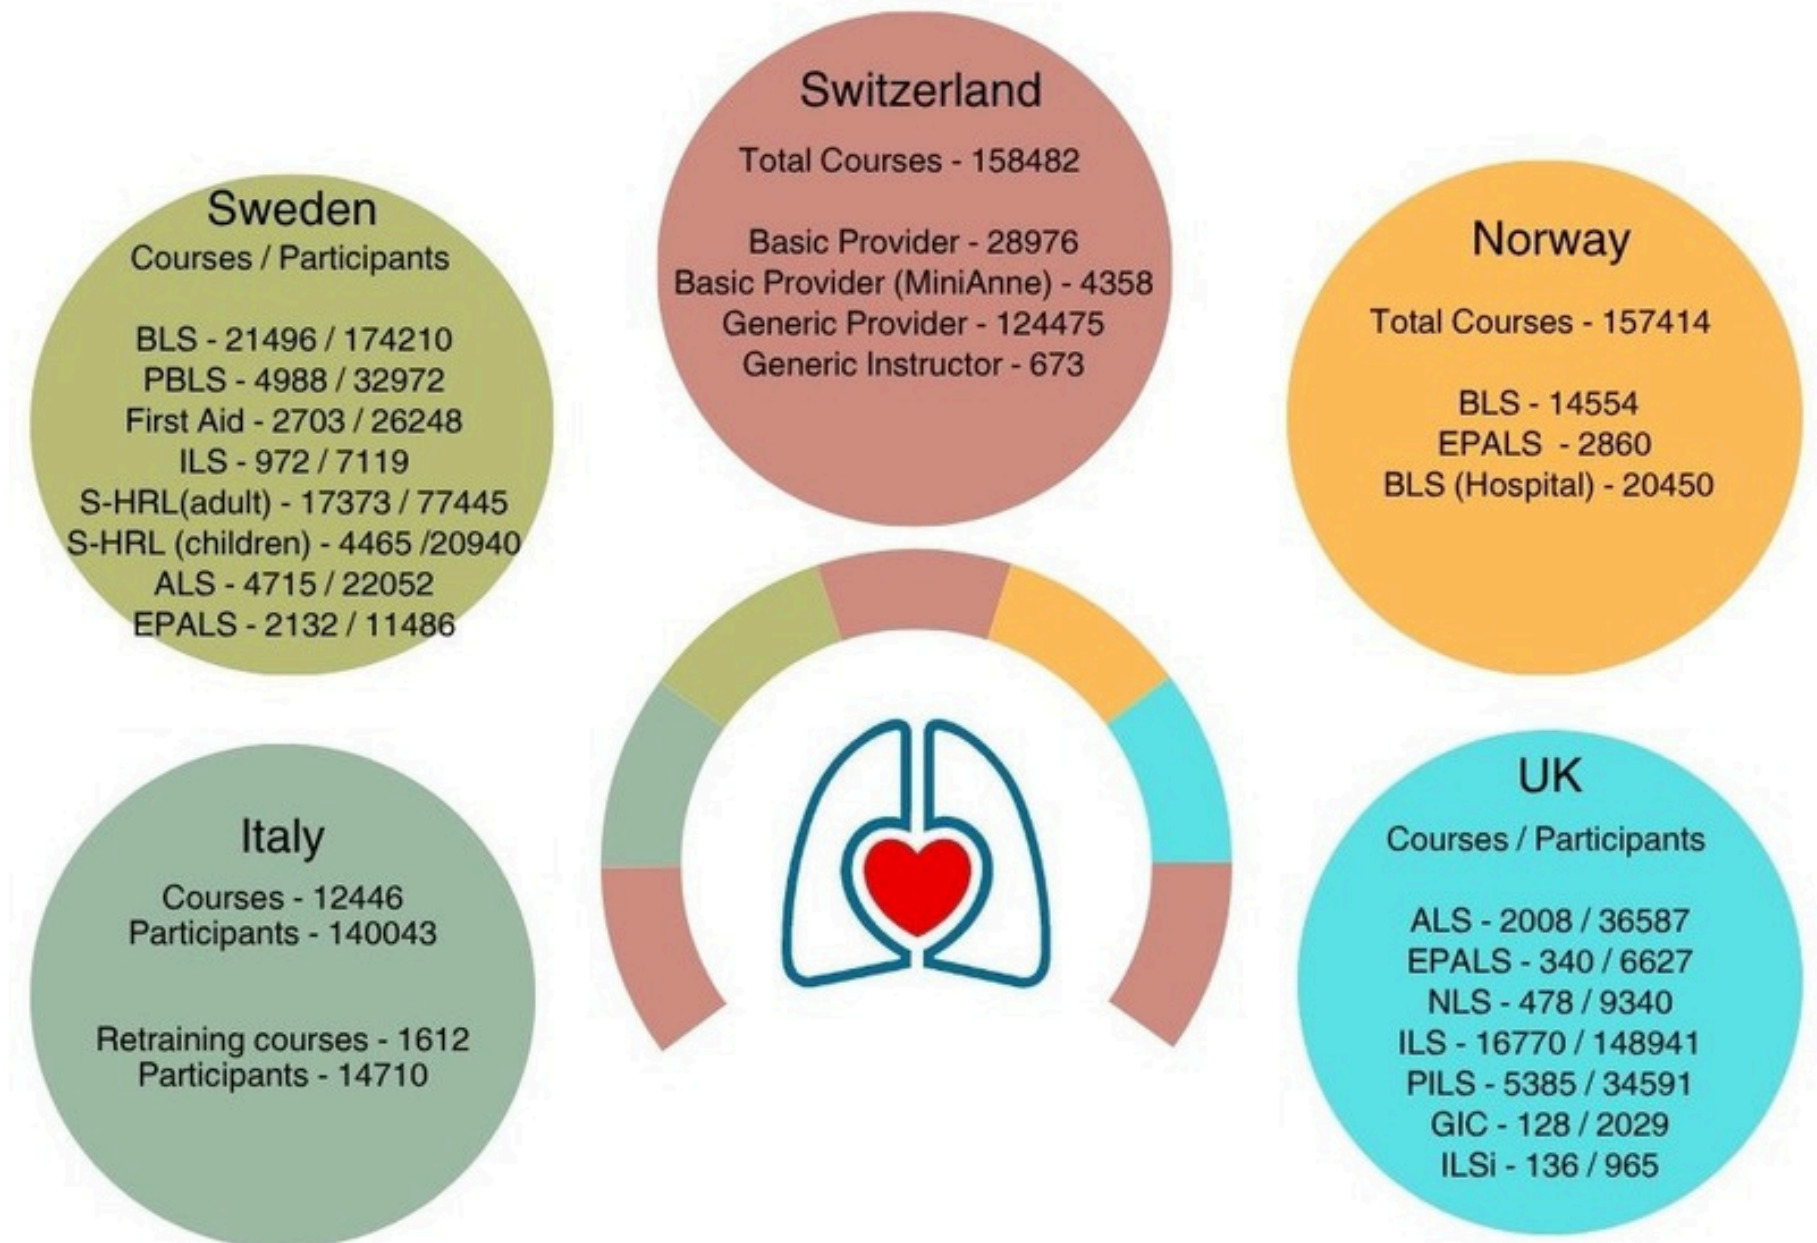 Switzerland
Total Courses - 158482
Basic Provider - 28976
Basic Provider (MiniAnne) - 4358
Generic Provider - 124475
Generic Instructor - 673
Sweden
Courses / Participants
BLS - 21496 / 174210
PBLS - 4988 / 32972
First Aid - 2703 / 26248
ILS - 972 / 7119
S-HRL(adult) - 17373 / 77445
S-HRL (children) - 4465 /20940
ALS - 4715 / 22052
EPALS - 2132 / 11486
Norway
Total Courses - 157414
BLS - 14554
EPALS - 2860
BLS (Hospital) - 20450
Italy
Courses - 12446
Participants - 140043
Retraining courses - 1612
Participants - 14710
UK
Courses / Participants
ALS - 2008 / 36587
EPALS - 340 / 6627
NLS - 478 / 9340
ILS - 16770 / 148941
PILS - 5385 / 34591
GIC - 128 / 2029
ILSi - 136 / 965